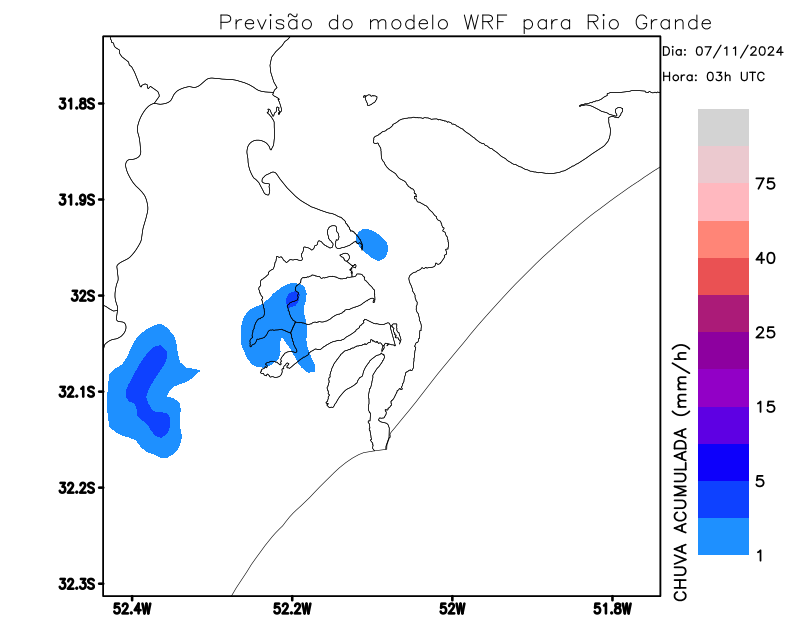 Previsão do modelo WRF para Rio Grande
Dia: 07/11/2024
Hora: 03h UTC
31.8S
31.9S
32S
32.1S
32.2S
32.3S
52.4W
52.2W
52W
51.8W
75
40
25
15
5
1
CHUVA ACUMULADA (mm/h)